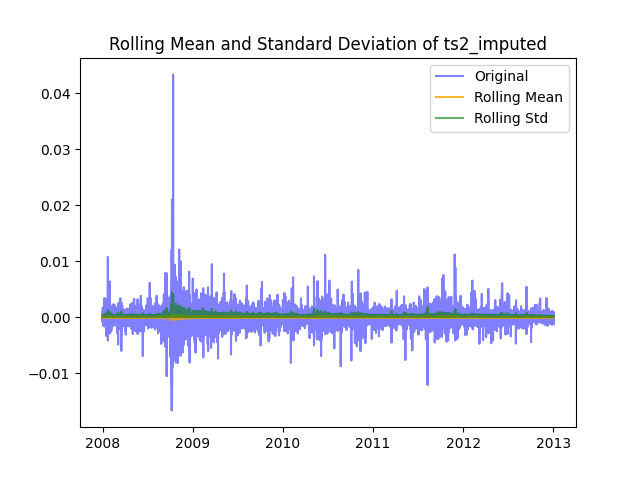 Rolling Mean and Standard Deviation of ts2_imputed
Original
Rolling Mean
Rolling Std
0.04
0.03
0.02
0.01
0.00
−0.01
2008 2009 2010 2011 2012 2013